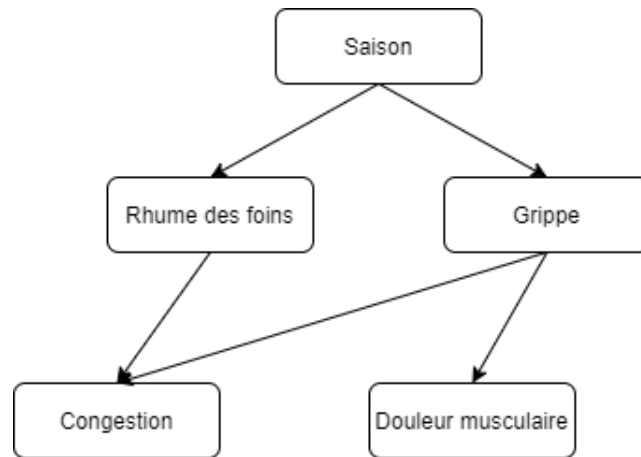 Saison
Rhume des foins
Grippe
Congestion
Douleur musculaire